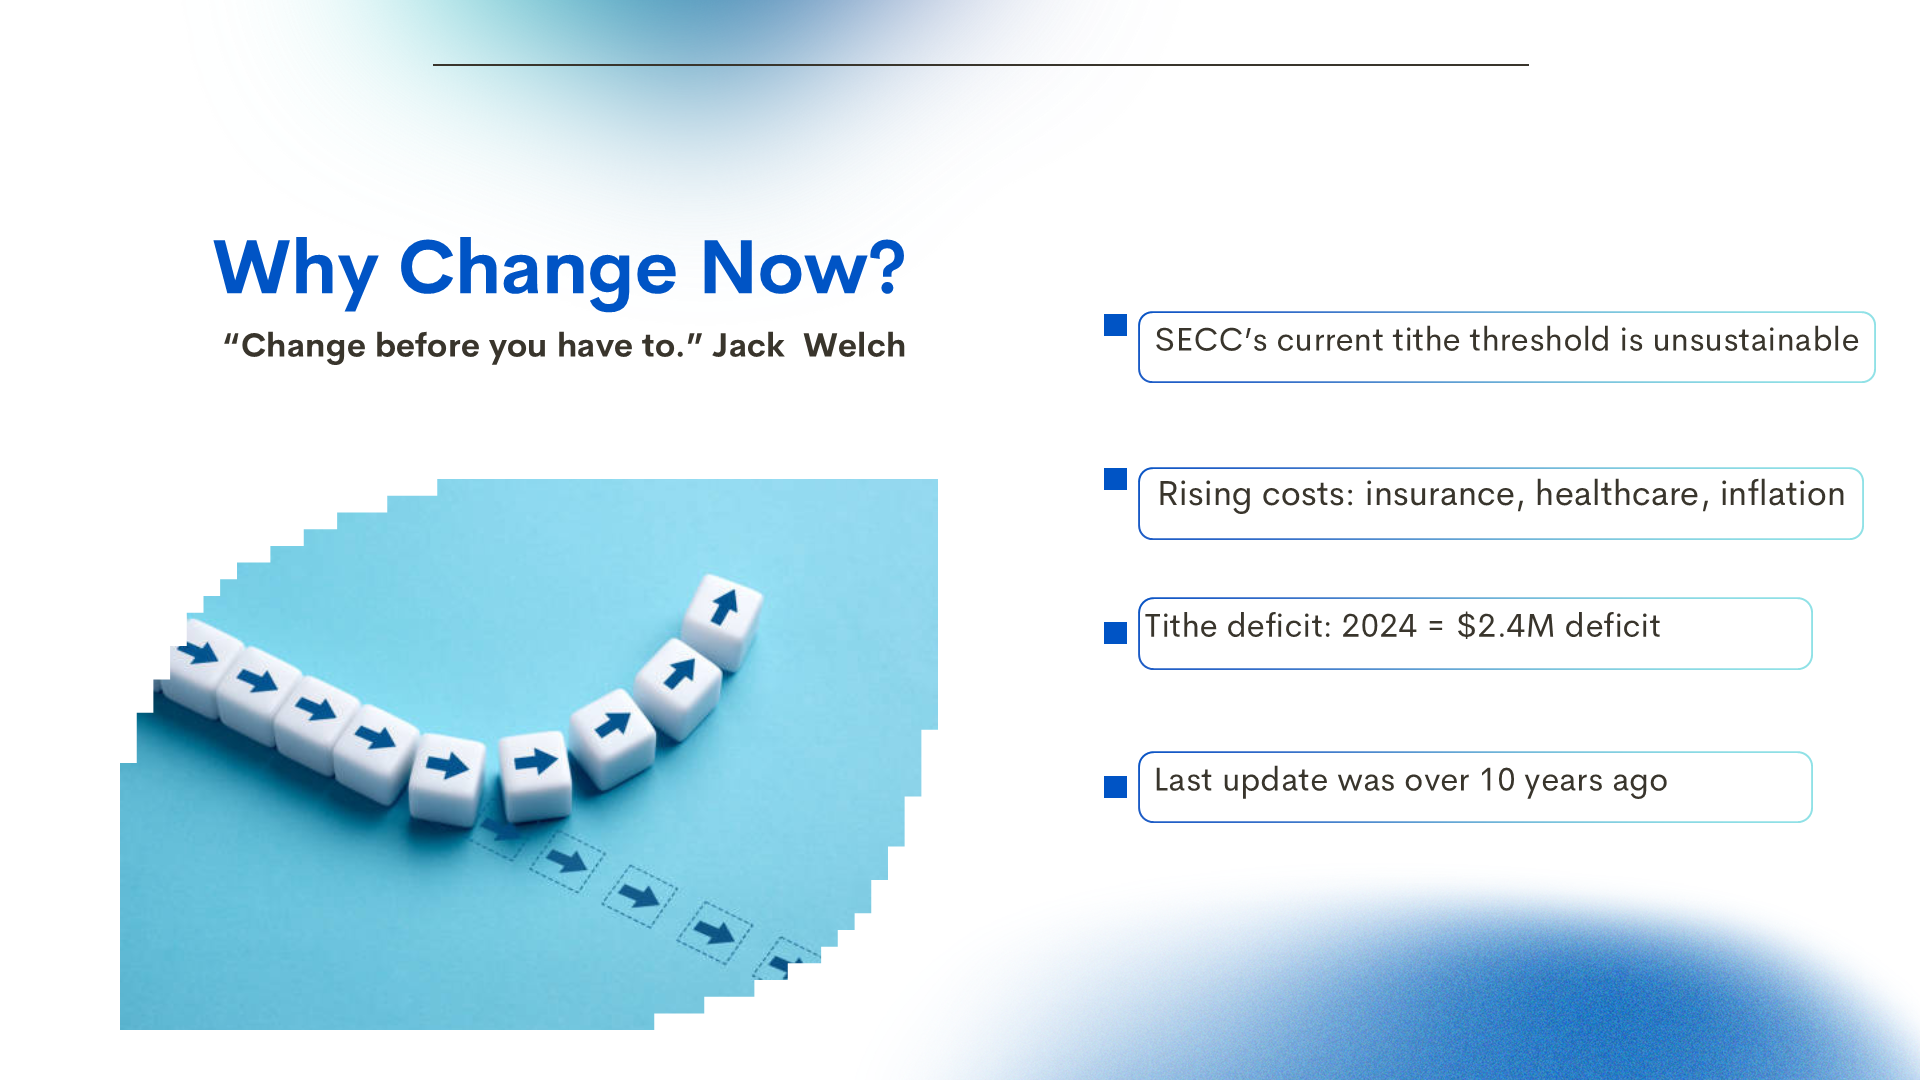 Why Change Now?
“Change before you have to.” Jack Welch
SECC’s current tithe threshold is unsustainable
Rising costs: insurance, healthcare, inflation
Tithe deficit: 2024 = $2.4M deficit
Last update was over 10 years ago